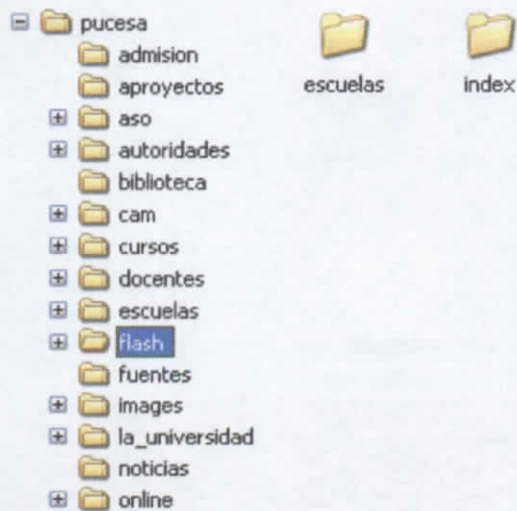 pucesa
admision
aproyectos
aso
autoridades
biblioteca
cam
cursos
docentes
escuelas
flash
fuentes
images
la_universidad
noticias
online
escuelas
index